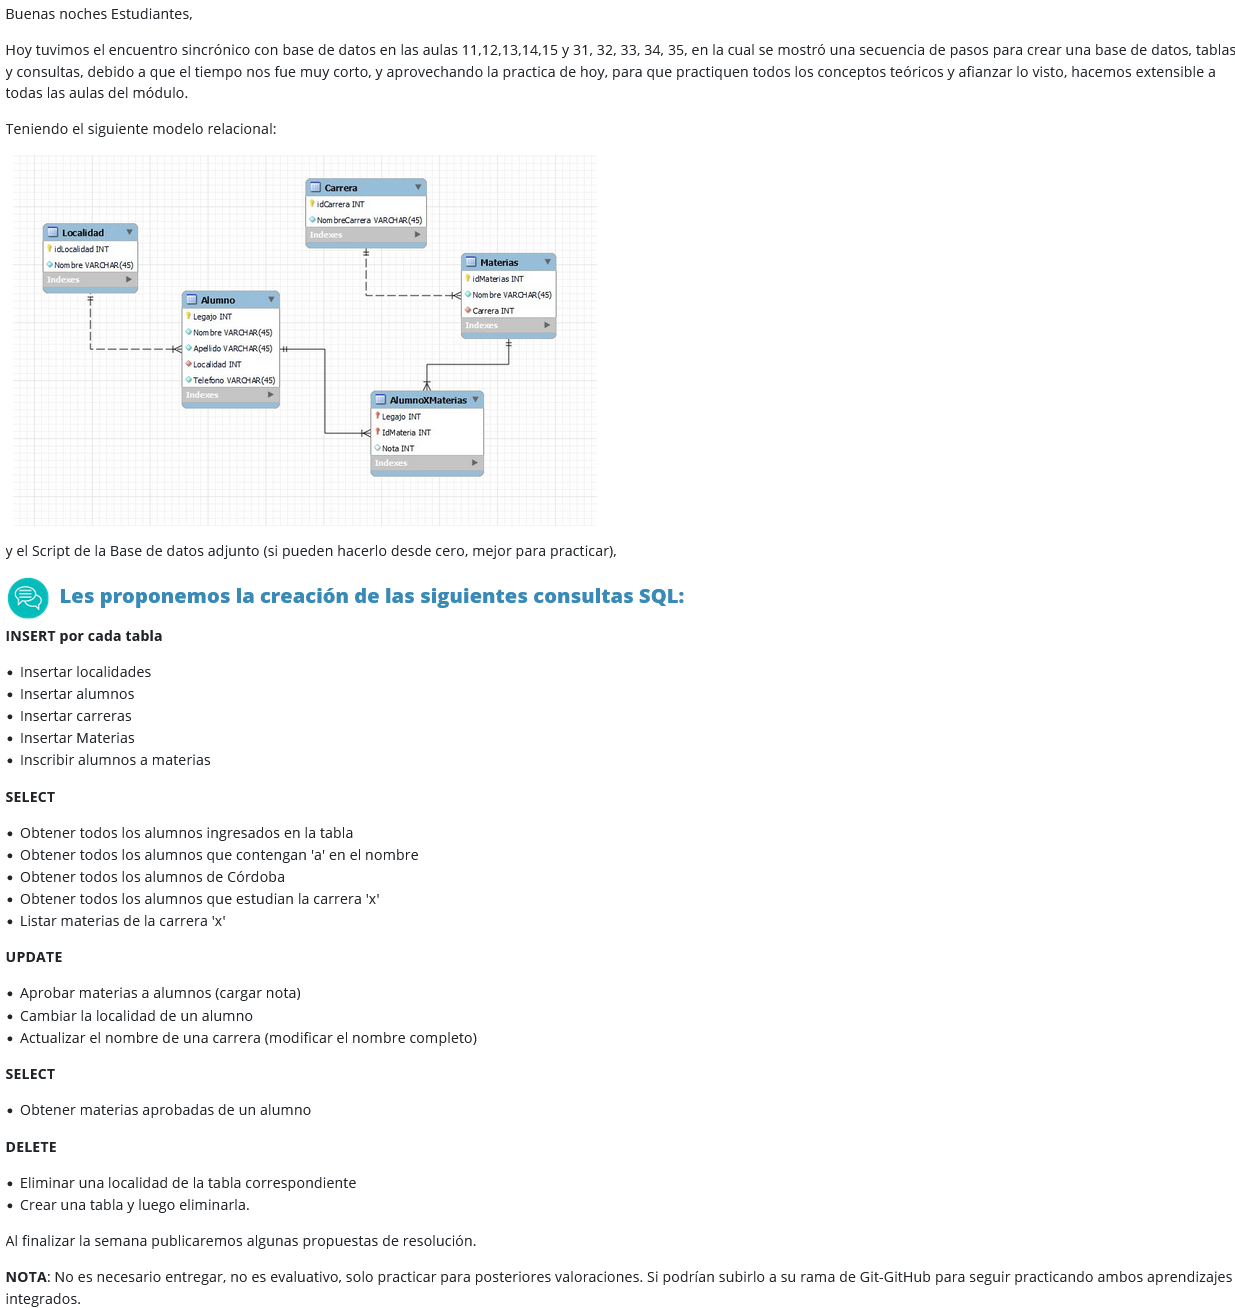 Buenas noches Estudiantes,
Hoy tuvimos el encuentro sincrónico con base de datos en las aulas 11,12,13,14,15 y 31, 32, 33, 34, 35, en la cual se mostró una secuencia de pasos para crear una base de datos, tablas
y consultas, debido a que el tiempo nos fue muy corto, y aprovechando la practica de hoy, para que practiquen todos los conceptos teóricos y afianzar lo visto, hacemos extensible a
todas las aulas del módulo.
Teniendo el siguiente modelo relacional:
Carrera
idCarrera INT
NombreCarrera VARCHAR(45)
Indexes
Localidad
idLocalidad INT
Nombre VARCHAR(45)
Indexes
Materias
idMaterias INT
Nombre VARCHAR(45)
Carrera INT
Indexes
Alumno
Legajo INT
Nombre VARCHAR(45)
Apellido VARCHAR(45)
Localidad INT
Telefono VARCHAR(45)
Indexes
AlumnoXMaterias
Legajo INT
IdMateria INT
Nota INT
Indexes
y el Script de la Base de datos adjunto (si pueden hacerlo desde cero, mejor para practicar),
Les proponemos la creación de las siguientes consultas SQL:
INSERT por cada tabla
• Insertar localidades
• Insertar alumnos
• Insertar carreras
• Insertar Materias
• Inscribir alumnos a materias
SELECT
• Obtener todos los alumnos ingresados en la tabla
• Obtener todos los alumnos que contengan 'a' en el nombre
• Obtener todos los alumnos de Córdoba
• Obtener todos los alumnos que estudian la carrera 'x'
• Listar materias de la carrera 'x'
UPDATE
• Aprobar materias a alumnos (cargar nota)
• Cambiar la localidad de un alumno
• Actualizar el nombre de una carrera (modificar el nombre completo)
SELECT
• Obtener materias aprobadas de un alumno
DELETE
• Eliminar una localidad de la tabla correspondiente
• Crear una tabla y luego eliminarla.
Al finalizar la semana publicaremos algunas propuestas de resolución.
NOTA: No es necesario entregar, no es evaluativo, solo practicar para posteriores valoraciones. Si podrían subirlo a su rama de Git-GitHub para seguir practicando ambos aprendizajes
integrados.